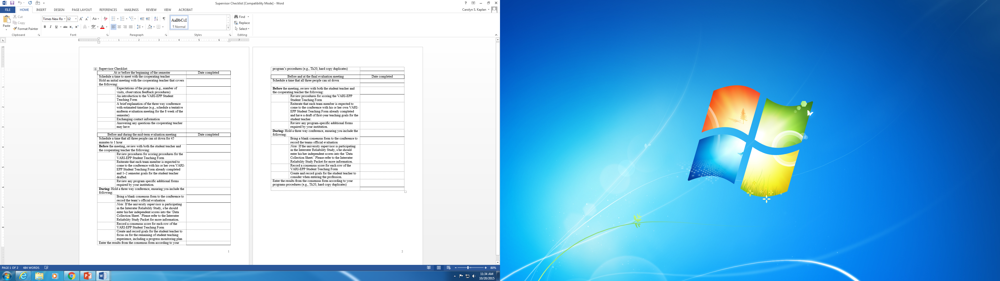 Supervisor Checklist [Compatibility Mode] - Word
FILE HOME INSERT DESIGN PAGE LAYOUT REFERENCES MAILINGS REVIEW VIEW ACROBAT
Carolyn S. Kaplan
Cut
Copy
Format Painter
Paste
Clipboard
Times New Ro 12
Font
Paragraph
AaBbCcI
¶ Normal
Styles
Find
Replace
Select
Editing
Supervisor Checklist:
At or before the beginning of the semester Date completed
Schedule a time to meet with the cooperating teacher
Hold an initial meeting with the cooperating teacher that covers
the following:
Expectations of the program (e.g., number of
visits, observation feedback procedures)
An introduction to the VARI-EPP Student
Teaching Form
A brief explanation of the three way conference
with estimated timeline (e.g., schedule a tentative
midterm evaluation meeting for the 8 week of the
semester)
Exchanging contact information
Answering any questions the cooperating teacher
may have
Before and during the mid-term evaluation meeting Date completed
Schedule a time that all three people can sit down for 45
minutes to 1 hour
Before the meeting, review with both the student teacher and
the cooperating teacher the following:
Review procedures for scoring procedures for the
VARI-EPP Student Teaching Form
Reiterate that each team member is expected to
come to the conference with his or her own VARI-
EPP Student Teaching Form already completed
and 1–2 semester goals for the student teacher
drafted.
Review any program specific additional forms
required by your institution.
During: Hold a three way conference, ensuring you include the
following:
Bring a blank consensus form to the conference to
record the team’s official evaluation
Note: If the university supervisor is participating
in the Interrater Reliability Study, s/he should
enter his/her independent scores into the ‘Data
Collection Sheet.’ Please refer to the Interrater
Reliability Study Packet for more information.
Record a consensus score for each row of the
VARI-EPP Student Teaching Form
Create and record goals for the student teacher to
focus on for the remaining of student teaching
experience, including a progress monitoring plan
Enter the results from the consensus form according to your
1
program’s procedures (e.g., Tk20, hard copy duplicates)
Before and at the final evaluation meeting Date completed
Schedule a time that all three people can sit down
Before the meeting, review with both the student teacher and
the cooperating teacher the following:
Review procedures for scoring the VARI-EPP
Student Teaching Form
Reiterate that each team member is expected to
come to the conference with his or her own VARI-
EPP Student Teaching Form already completed
and have a draft of first-year teaching goals for the
student teacher.
Review any program-specific additional forms
required by your institution.
During: Hold a three way conference, ensuring you include the
following:
Bring a blank consensus form to the conference to
record the teams official evaluation
Note: If the university supervisor is participating
in the Interrater Reliability Study, s/he should
enter his/her independent scores into the ‘Data
Collection Sheet.’ Please refer to the Interrater
Reliability Study Packet for more information.
Record a consensus score for each row of the
VARI-EPP Student Teaching Form
Create and record goals for the student teacher to
consider when entering the profession.
Enter the results from the consensus form according to your
programs procedures (e.g., Tk20, hard copy duplicates)
2
PAGE 1 OF 2 484 WORDS
80%
11:34 AM
10/20/2015